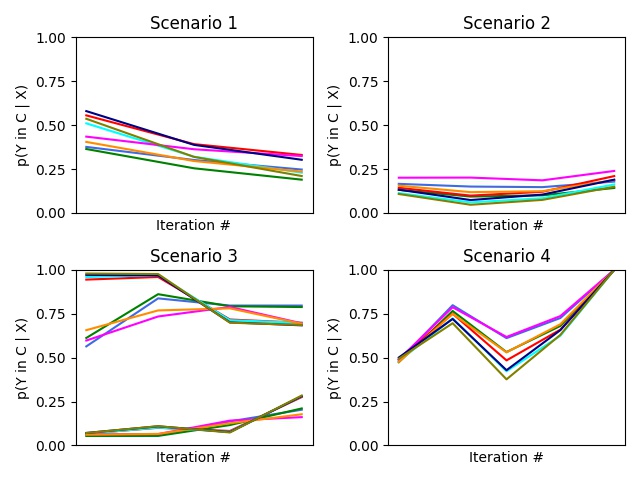 Scenario 1
1.00
0.75
0.50
0.25
0.00
p(Y in C | X)
Iteration #
Scenario 2
1.00
0.75
0.50
0.25
0.00
p(Y in C | X)
Iteration #
Scenario 3
1.00
0.75
0.50
0.25
0.00
p(Y in C | X)
Iteration #
Scenario 4
1.00
0.75
0.50
0.25
0.00
p(Y in C | X)
Iteration #